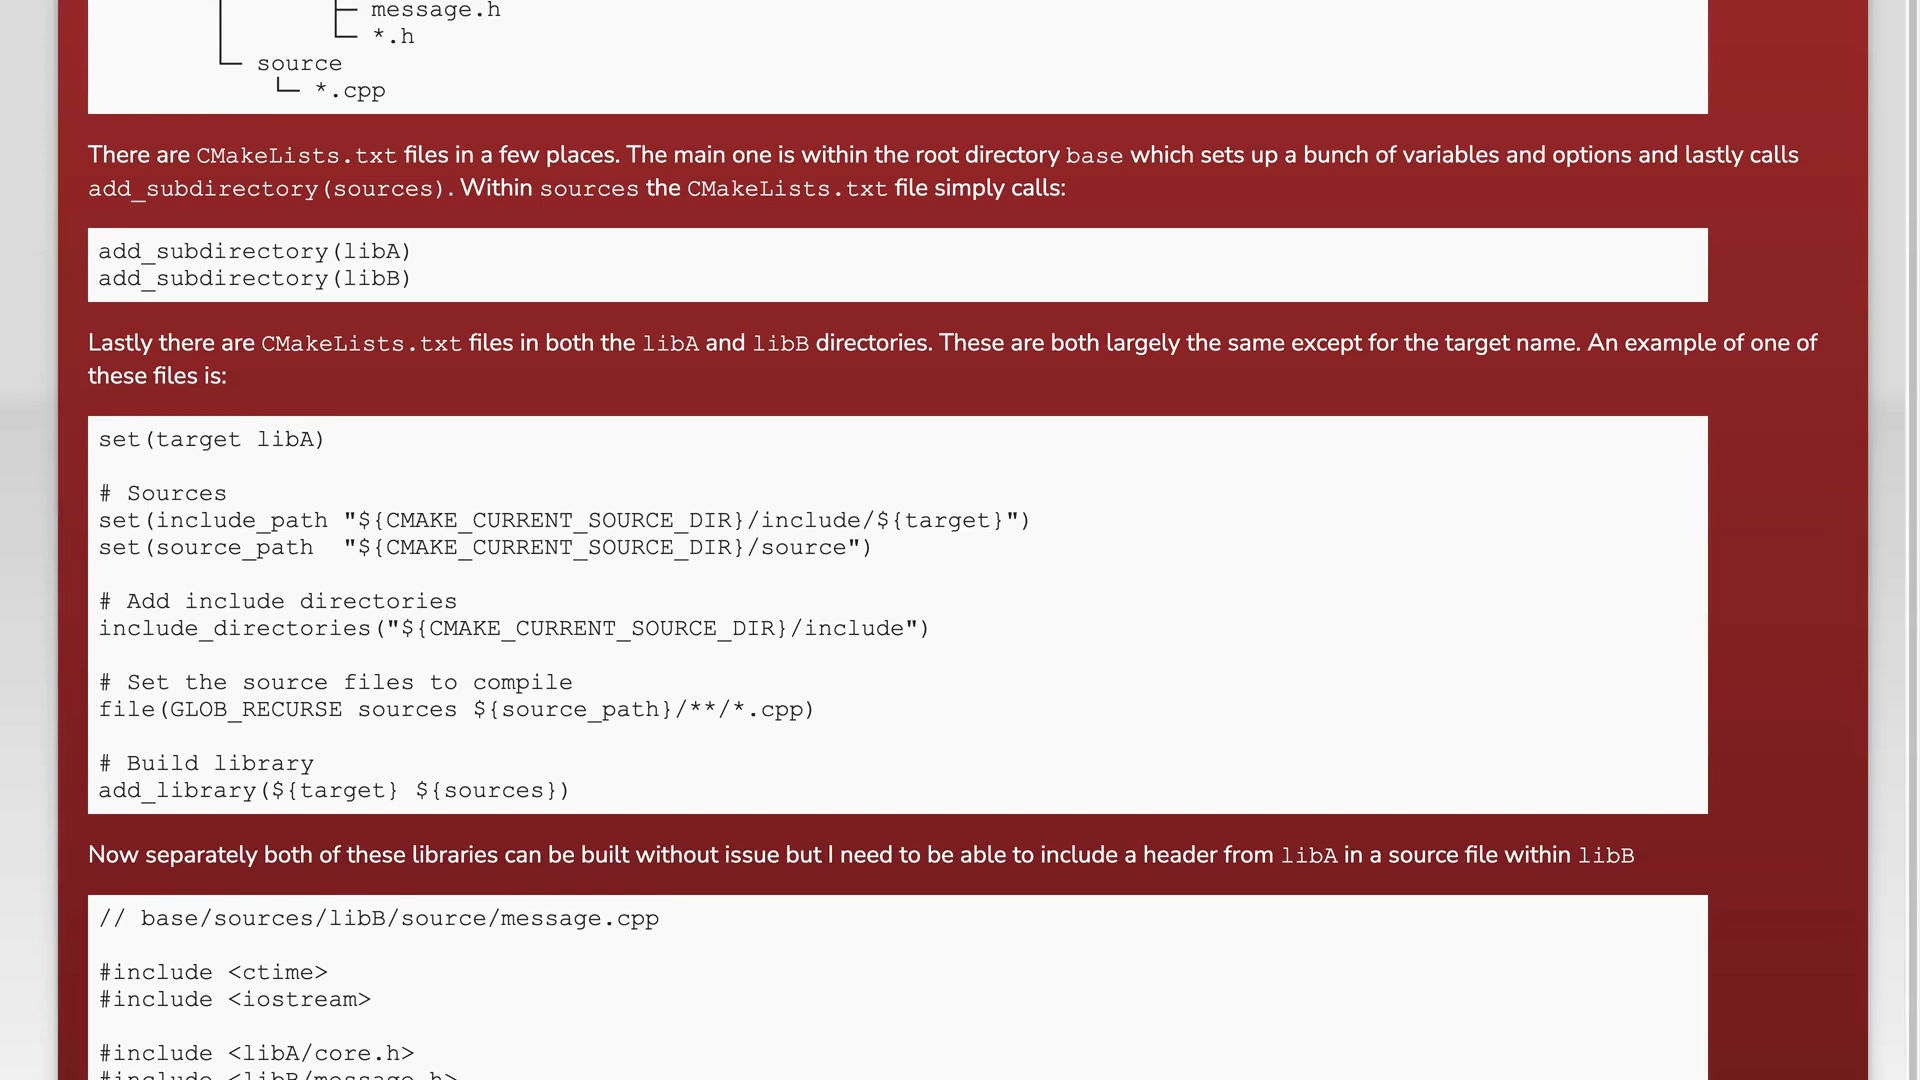 ├─ message.h
└─ *.h
└─ source
└─ *.cpp
There are CMakeLists.txt files in a few places. The main one is within the root directory base which sets up a bunch of variables and options and lastly calls
add_subdirectory(sources). Within sources the CMakeLists.txt file simply calls:
add_subdirectory(libA)
add_subdirectory(libB)
Lastly there are CMakeLists.txt files in both the libA and libB directories. These are both largely the same except for the target name. An example of one of
these files is:
set(target libA)
# Sources
set(include_path "${CMAKE_CURRENT_SOURCE_DIR}/include/${target}")
set(source_path  "${CMAKE_CURRENT_SOURCE_DIR}/source")
# Add include directories
include_directories("${CMAKE_CURRENT_SOURCE_DIR}/include")
# Set the source files to compile
file(GLOB_RECURSE sources ${source_path}/**/*.cpp)
# Build library
add_library(${target} ${sources})
Now separately both of these libraries can be built without issue but I need to be able to include a header from libA in a source file within libB
// base/sources/libB/source/message.cpp
#include <ctime>
#include <iostream>
#include <libA/core.h>
#include <libB/message.h>